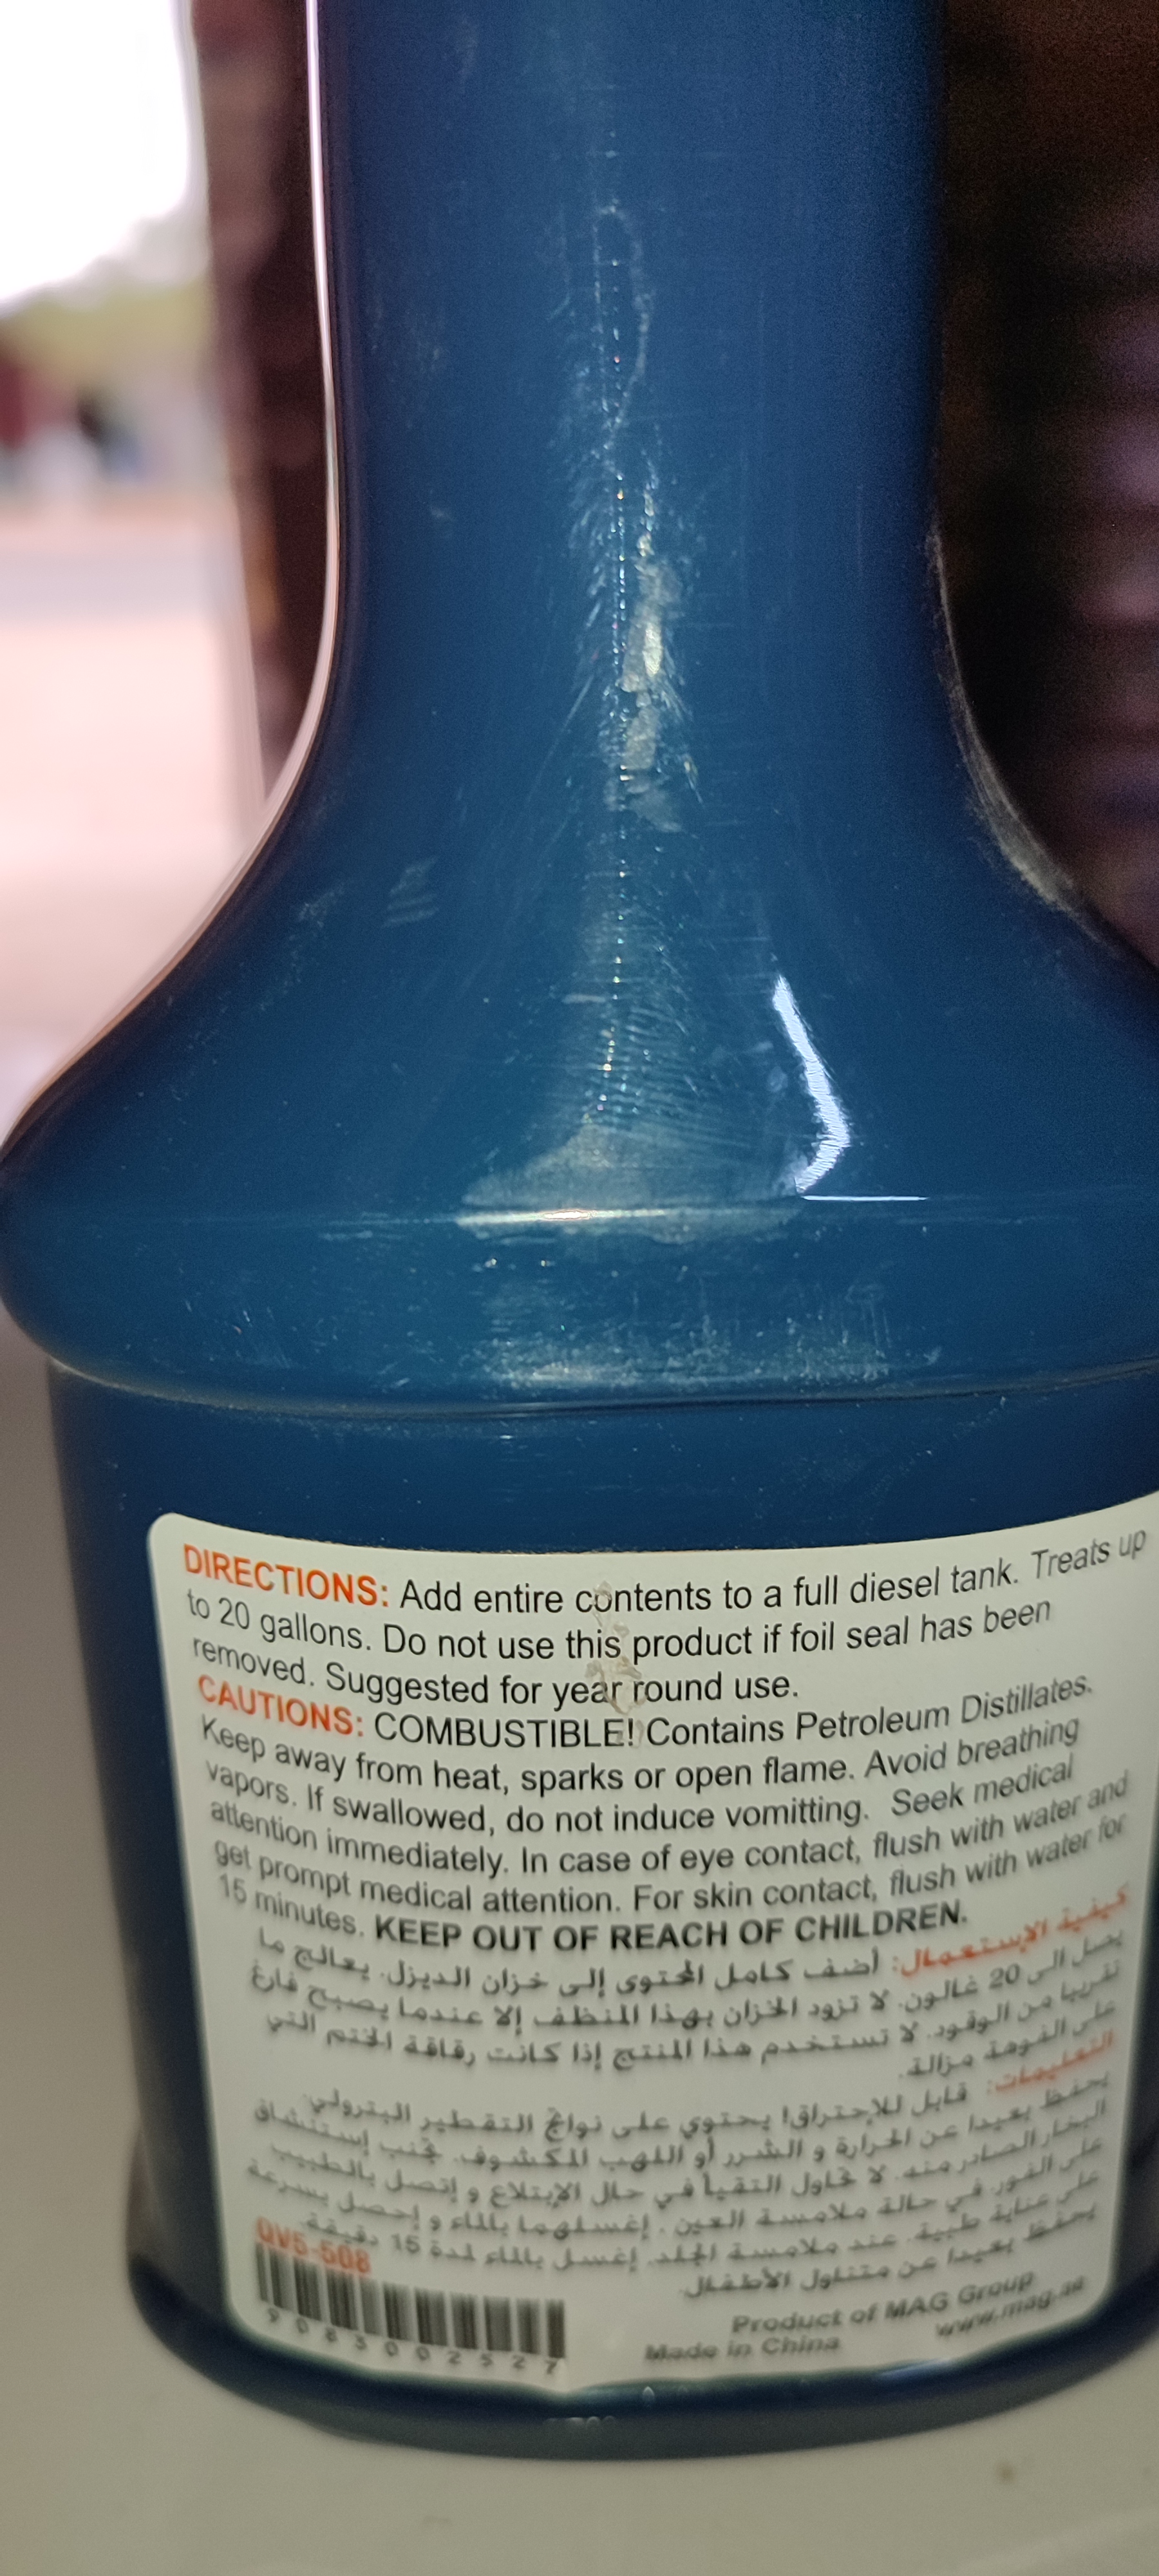 DIRECTIONS: Add entire contents to a full diesel tank. Treats up
to 20 gallons. Do not use this product if foil seal has been
removed. Suggested for year round use.
CAUTIONS: COMBUSTIBLE! Contains Petroleum Distillates.
Keep away from heat, sparks or open flame. Avoid breathing
vapors. If swallowed, do not induce vomitting. Seek medical
attention immediately. In case of eye contact, flush with water and
get prompt medical attention. For skin contact, flush with water for
15 minutes. KEEP OUT OF REACH OF CHILDREN.
كيفية الإستعمال: أضف كامل المحتوى إلى خزان الديزل. يعالج ما
يصل الى 20 غالون. لا تزود الخزان بهذا المنظف إلا عندما يصبح فارغ
تقريبا من الوقود. لا تستخدم هذا المنتج إذا كانت رقاقة الختم التي
على الفوهة مزالة.
التعليمات: قابل للإحتراق! يحتوي على نواتج التقطير البترولي.
يحفظ بعيدا عن الحرارة و الشرر أو اللهب المكشوف. تجنب إستنشاق
البخار الصادر منه. لا تحاول التقيأ في حال الإبتلاع و إتصل بالطبيب
على الفور. في حالة ملامسة العين. إغسلهما بالماء و إحصل بسرعة
على عناية طبية. عند ملامسة الجلد. إغسل بالماء لمدة 15 دقيقة.
يحفظ بعيدا عن متناول الأطفال.
QV5-508
9085002527
Product of MAG Group
Made in China www.mag.ae